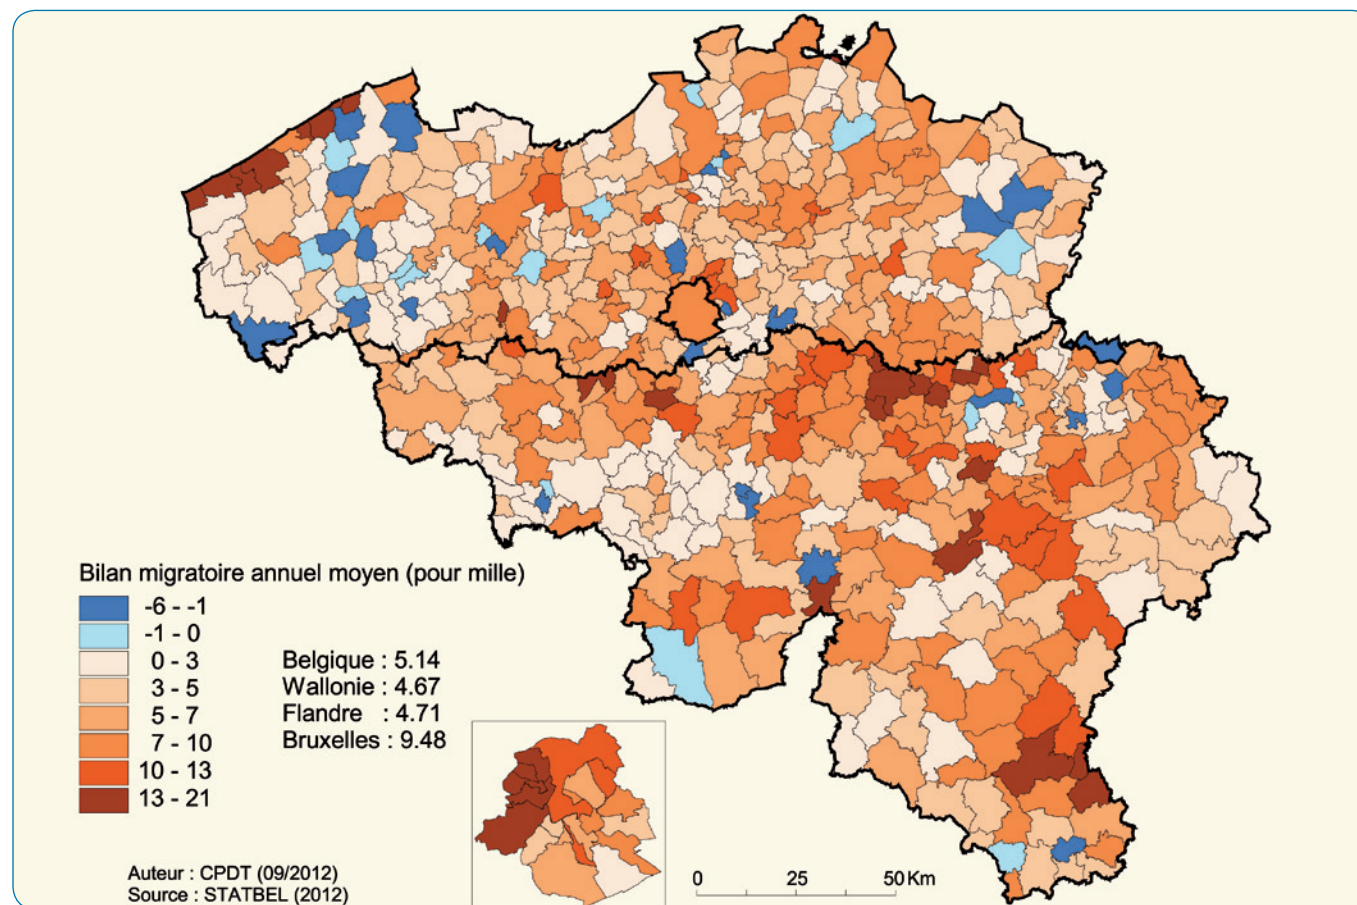 Bilan migratoire annuel moyen (pour mille)
-6 - -1
-1 - 0
0 - 3
3 - 5
5 - 7
7 - 10
10 - 13
13 - 21
Belgique : 5.14
Wallonie : 4.67
Flandre : 4.71
Bruxelles : 9.48
Auteur : CPDT (09/2012)
Source : STATBEL (2012)
0 25 50 Km